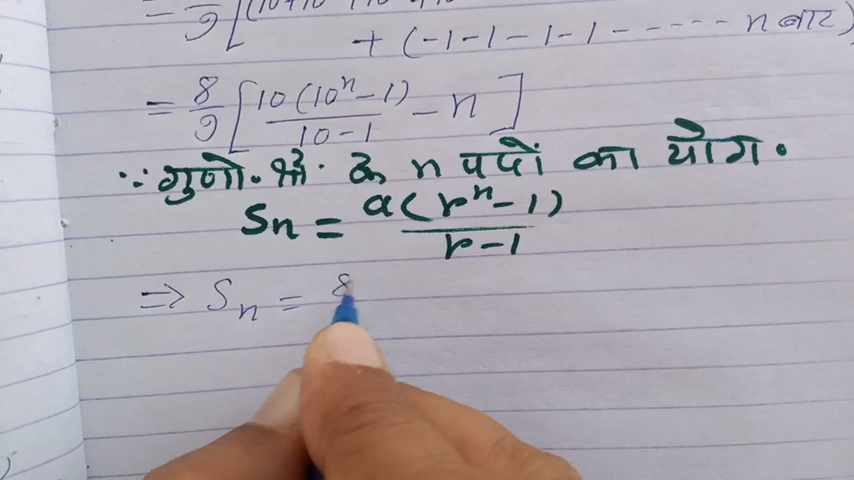 + (-1-1-1-1------ n बार)
= 8/9 [10(10ⁿ-1)/10-1 - n]
∵ गुणो. श्रे. के n पदों का योग.
Sn = a(rⁿ-1)/r-1
⇒ Sn = 8